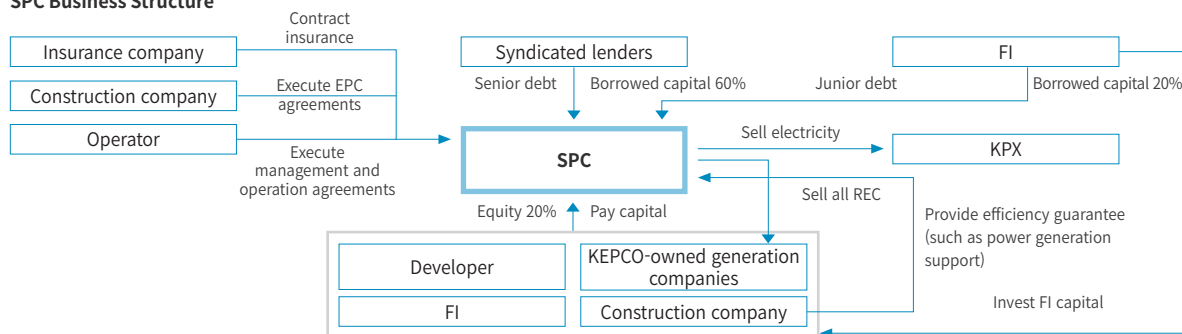 SPC Business Structure
Contract
insurance
Insurance company
Syndicated lenders
FI
Senior debt
Borrowed capital 60%
Junior debt
Borrowed capital 20%
Construction company
Execute EPC
agreements
Operator
Execute
management and
operation agreements
SPC
Sell electricity
KPX
Sell all REC
Equity 20%
Pay capital
Provide efficiency guarantee
(such as power generation
support)
Developer
KEPCO-owned generation
companies
FI
Construction company
Invest FI capital